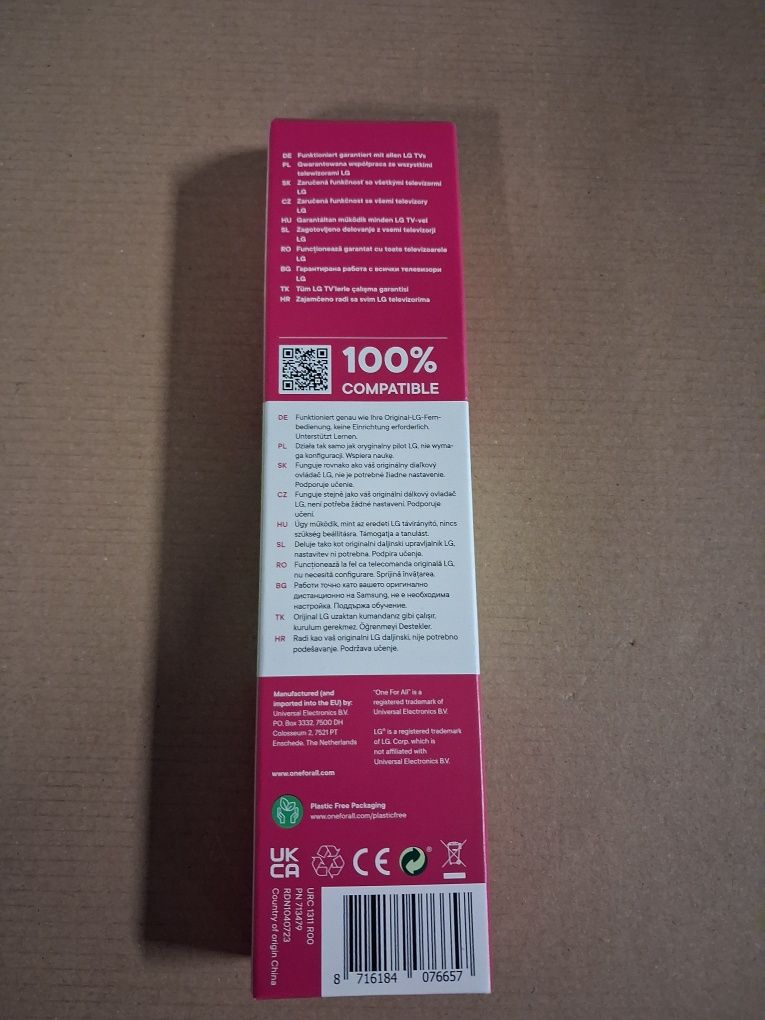 DE Funktioniert garantiert mit allen LG TVs
PL Gwarantowana współpraca ze wszystkimi
telewizorami LG
SK Zaručená funkčnosť so všetkými televízormi
LG
CZ Zaručená funkčnost se všemi televizory
LG
HU Garantáltan működik minden LG TV-vel
SL Zagotovljeno delovanje z vsemi televizorji
LG
RO Funcționează garantat cu toate televizoarele
LG
BG Гарантирана работа с всички телевизори
LG
TK Tüm LG TV'lerle çalışma garantisi
HR Zajamčeno radi sa svim LG televizorima
100%
COMPATIBLE
DE Funktioniert genau wie Ihre Original-LG-Fern-
bedienung, keine Einrichtung erforderlich.
Unterstützt Lernen.
PL Działa tak samo jak oryginalny pilot LG, nie wyma-
ga konfiguracji. Wspiera naukę.
SK Funguje rovnako ako váš originálny diaľkový
ovládač LG, nie je potrebné žiadne nastavenie.
Podporuje učenie.
CZ Funguje stejně jako váš originální dálkový ovladač
LG, není potřeba žádné nastavení. Podporuje
učení.
HU Úgy működik, mint az eredeti LG távirányító, nincs
szükség beállításra. Támogatja a tanulást.
SL Deluje tako kot originalni daljinski upravljalnik LG,
nastavitev ni potrebna. Podpira učenje.
RO Funcționează la fel ca telecomanda originală LG,
nu necesită configurare. Sprijină învățarea.
BG Работи точно като вашето оригинално
дистанционно на Samsung, не е необходима
настройка. Поддържа обучение.
TK Orijinal LG uzaktan kumandanız gibi çalışır,
kurulum gerekmez. Öğrenmeyi Destekler.
HR Radi kao vaš originalni LG daljinski, nije potrebno
podešavanje. Podržava učenje.
Manufactured (and
imported into the EU) by:
Universal Electronics B.V.
P.O. Box 3332, 7500 DH
Colosseum 2, 7521 PT
Enschede, The Netherlands
www.oneforall.com
"One For All" is a
registered trademark of
Universal Electronics B.V.
LG® is a registered trademark
of LG. Corp. which is
not affiliated with
Universal Electronics B.V.
Plastic Free Packaging
www.oneforall.com/plasticfree
UK
CA
CE
®
URC 1311 R00
PN 713479
RDN1040723
Country of origin China
8 716184 076657